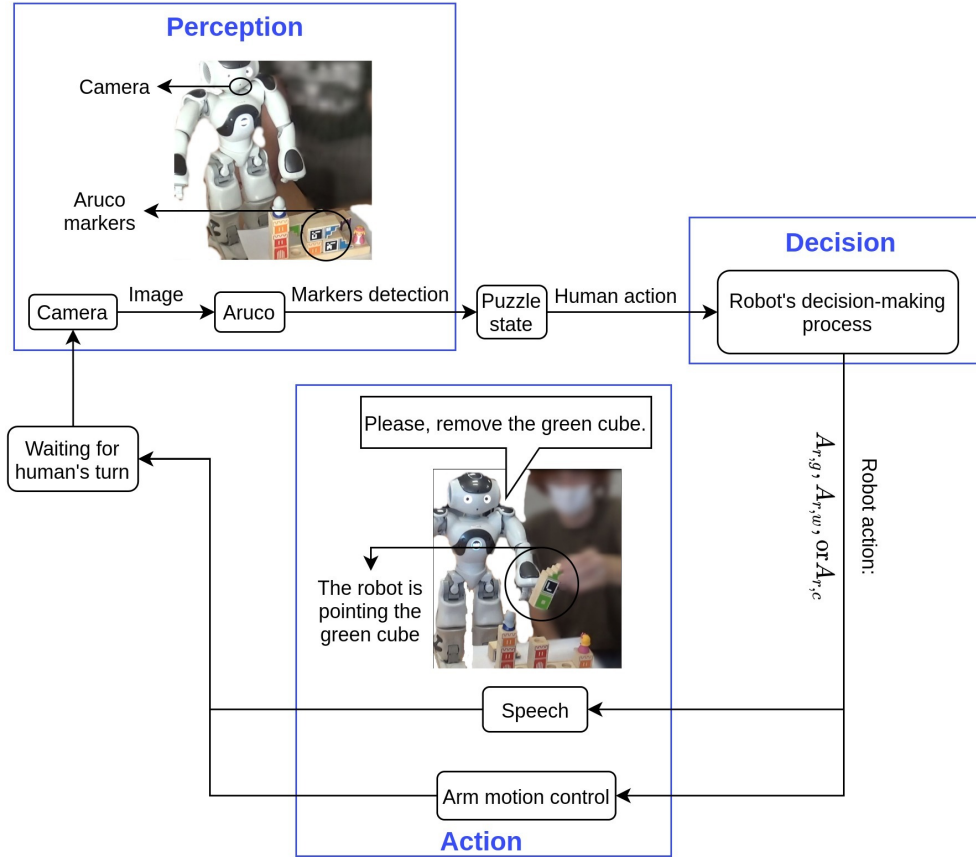 Perception
Camera
Aruco
markers
Camera
Image
Aruco
Markers detection
Puzzle
state
Human action
Decision
Robot's decision-making
process
Robot action:
A_{r,g}, A_{r,w}, or A_{r,c}
Waiting for
human's turn
Please, remove the green cube.
The robot is
pointing the
green cube
Speech
Arm motion control
Action